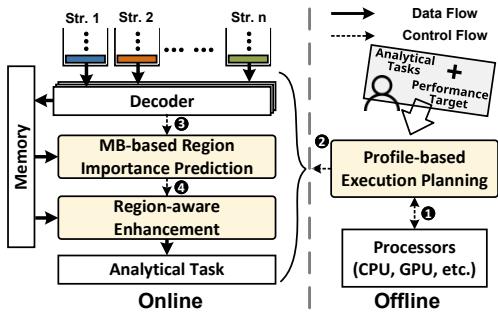 Str. 1
Str. 2
Str. n
Data Flow
Control Flow
Analytical
Tasks
+
Performance
Target
Decoder
Memory
❸
MB-based Region
Importance Prediction
❹
Region-aware
Enhancement
Analytical Task
Online
❷
Profile-based
Execution Planning
❶
Processors
(CPU, GPU, etc.)
Offline